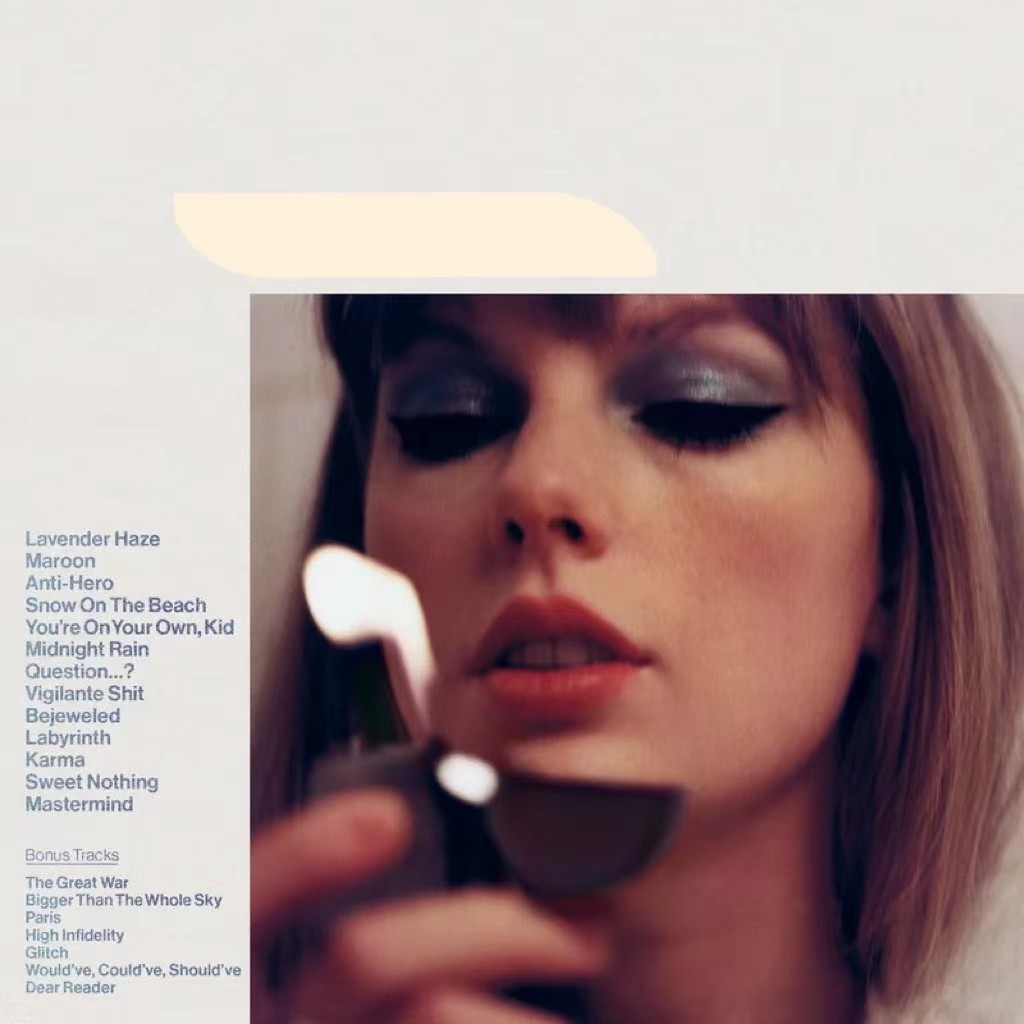 Lavender Haze
Maroon
Anti-Hero
Snow On The Beach
You're On Your Own, Kid
Midnight Rain
Question...?
Vigilante Shit
Bejeweled
Labyrinth
Karma
Sweet Nothing
Mastermind
Bonus Tracks
The Great War
Bigger Than The Whole Sky
Paris
High Infidelity
Glitch
Would've, Could've, Should've
Dear Reader